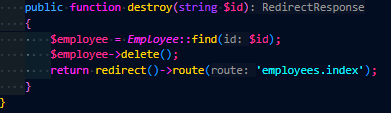 public function destroy(string $id): RedirectResponse
{
    $employee = Employee::find(id: $id);
    $employee->delete();
    return redirect()->route(route: 'employees.index');
}
}